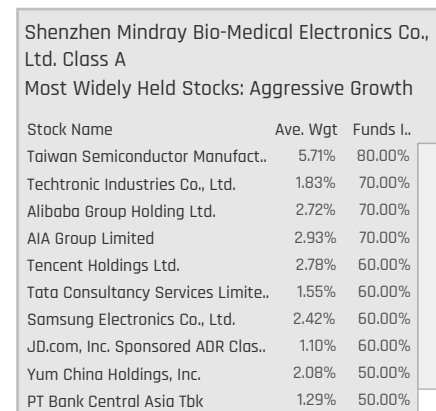 Shenzhen Mindray Bio-Medical Electronics Co.,
Ltd. Class A
Most Widely Held Stocks: Aggressive Growth
Stock Name Ave. Wgt Funds I..
Taiwan Semiconductor Manufact.. 5.71% 80.00%
Techtronic Industries Co., Ltd. 1.83% 70.00%
Alibaba Group Holding Ltd. 2.72% 70.00%
AIA Group Limited 2.93% 70.00%
Tencent Holdings Ltd. 2.78% 60.00%
Tata Consultancy Services Limite.. 1.55% 60.00%
Samsung Electronics Co., Ltd. 2.42% 60.00%
JD.com, Inc. Sponsored ADR Clas.. 1.10% 60.00%
Yum China Holdings, Inc. 2.08% 50.00%
PT Bank Central Asia Tbk 1.29% 50.00%